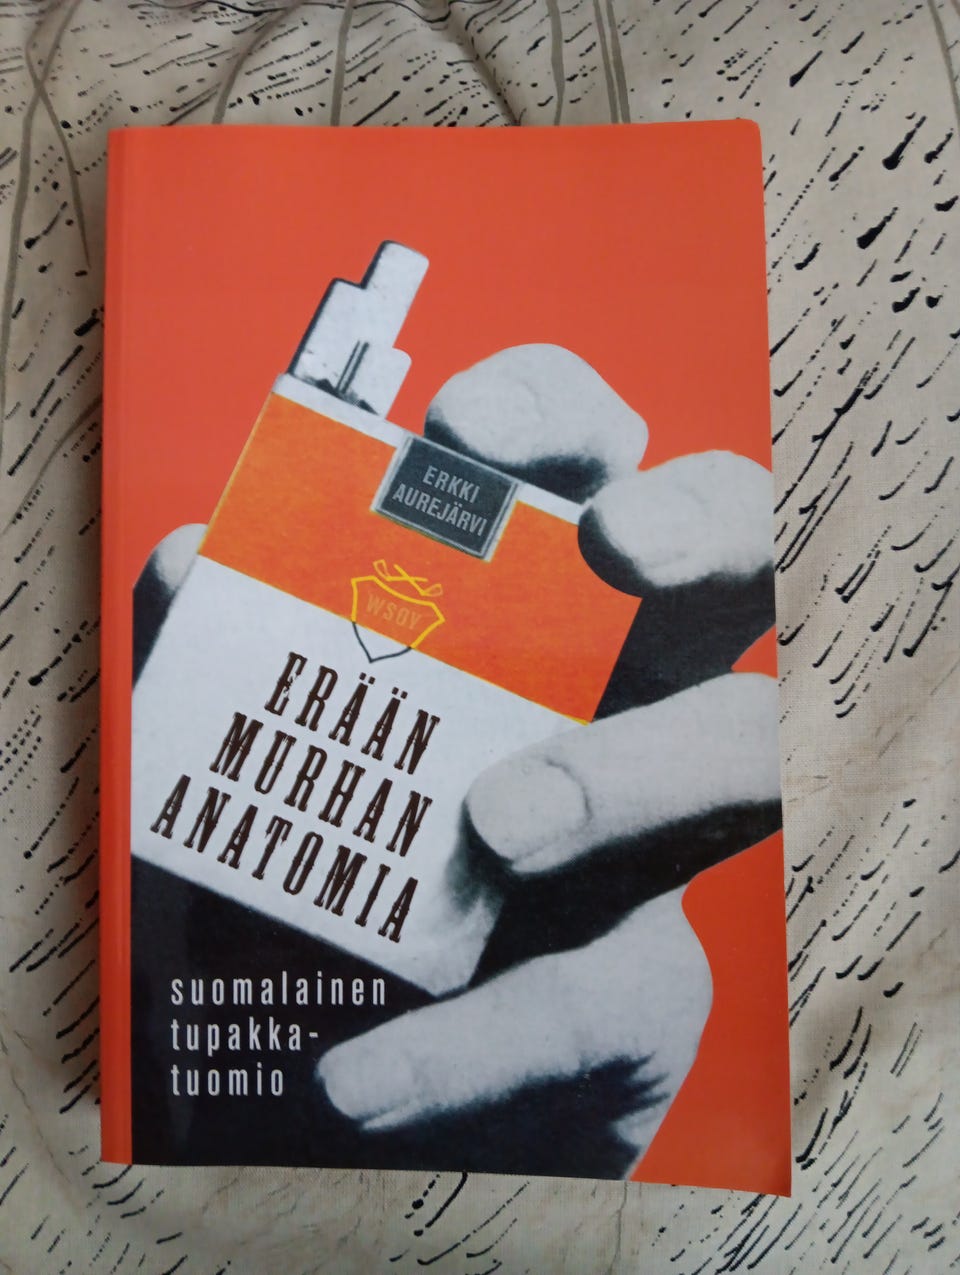 ERKKI
AUREJÄRVI
WSOY
ERÄÄN
MURHAN
ANATOMIA
suomalainen
tupakka-
tuomio